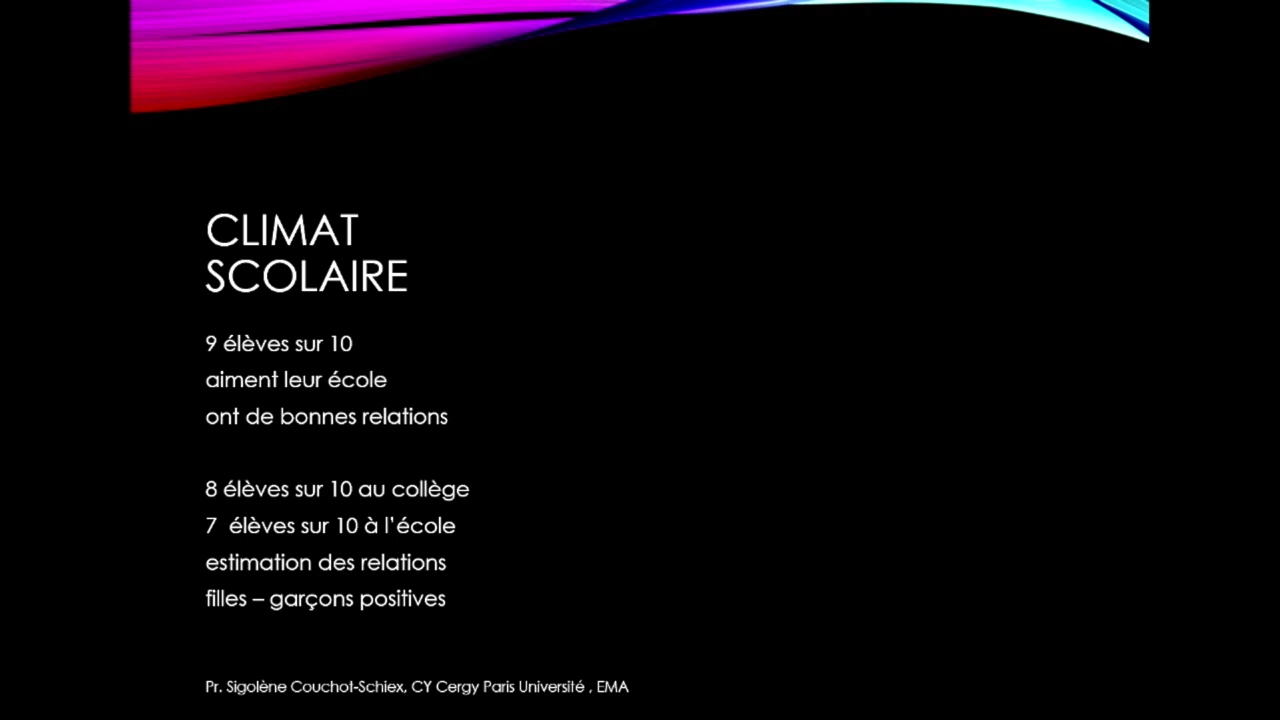 CLIMAT
SCOLAIRE
9 élèves sur 10
aiment leur école
ont de bonnes relations
8 élèves sur 10 au collège
7  élèves sur 10 à l'école
estimation des relations
filles – garçons positives
Pr. Sigolène Couchot-Schiex, CY Cergy Paris Université , EMA